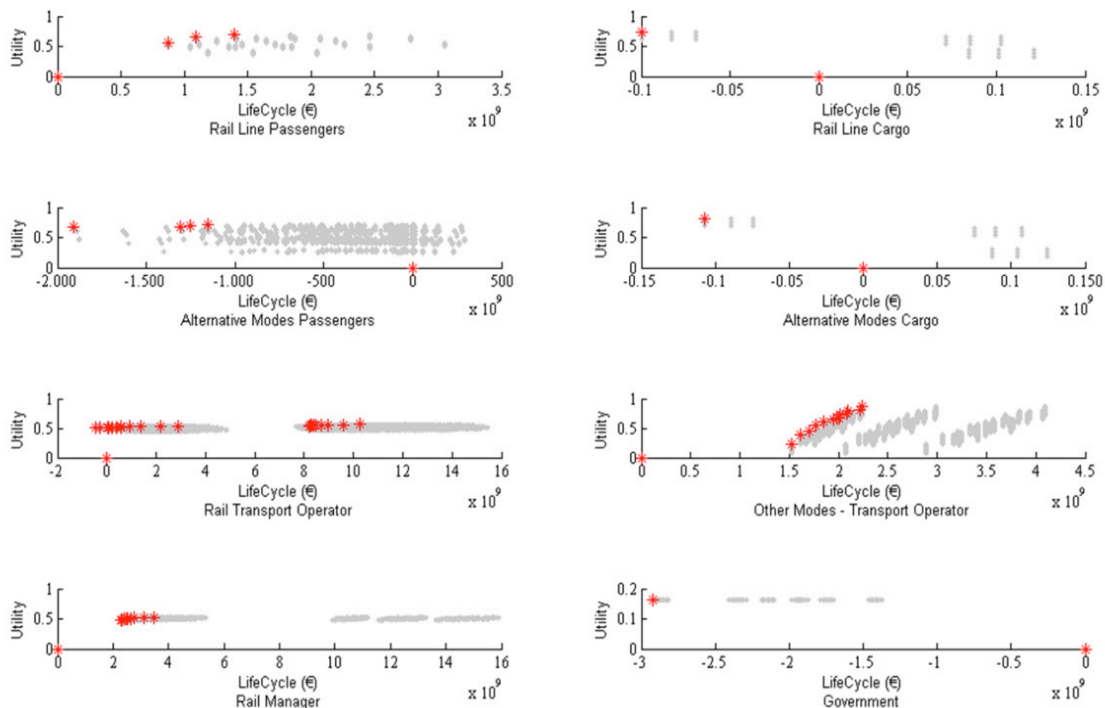 1
0.5
0
Utility
0 0.5 1 1.5 2 2.5 3 3.5
LifeCycle (€)
x 10⁹
Rail Line Passengers
1
0.5
0
Utility
-0.1 -0.05 0 0.05 0.1 0.15
LifeCycle (€)
x 10⁹
Rail Line Cargo
1
0.5
0
Utility
-2.000 -1.500 -1.000 -500 0 500
LifeCycle (€)
x 10⁹
Alternative Modes Passengers
1
0.5
0
Utility
-0.15 -0.1 -0.05 0 0.05 0.1 0.150
LifeCycle (€)
x 10⁹
Alternative Modes Cargo
1
0.5
0
Utility
-2 0 2 4 6 8 10 12 14 16
LifeCycle (€)
x 10⁹
Rail Transport Operator
1
0.5
0
Utility
0 0.5 1 1.5 2 2.5 3 3.5 4 4.5
LifeCycle (€)
x 10⁹
Other Modes - Transport Operator
1
0.5
0
Utility
0 2 4 6 8 10 12 14 16
LifeCycle (€)
x 10⁹
Rail Manager
0.2
0.1
0
Utility
-3 -2.5 -2 -1.5 -1 -0.5 0
LifeCycle (€)
x 10⁹
Government